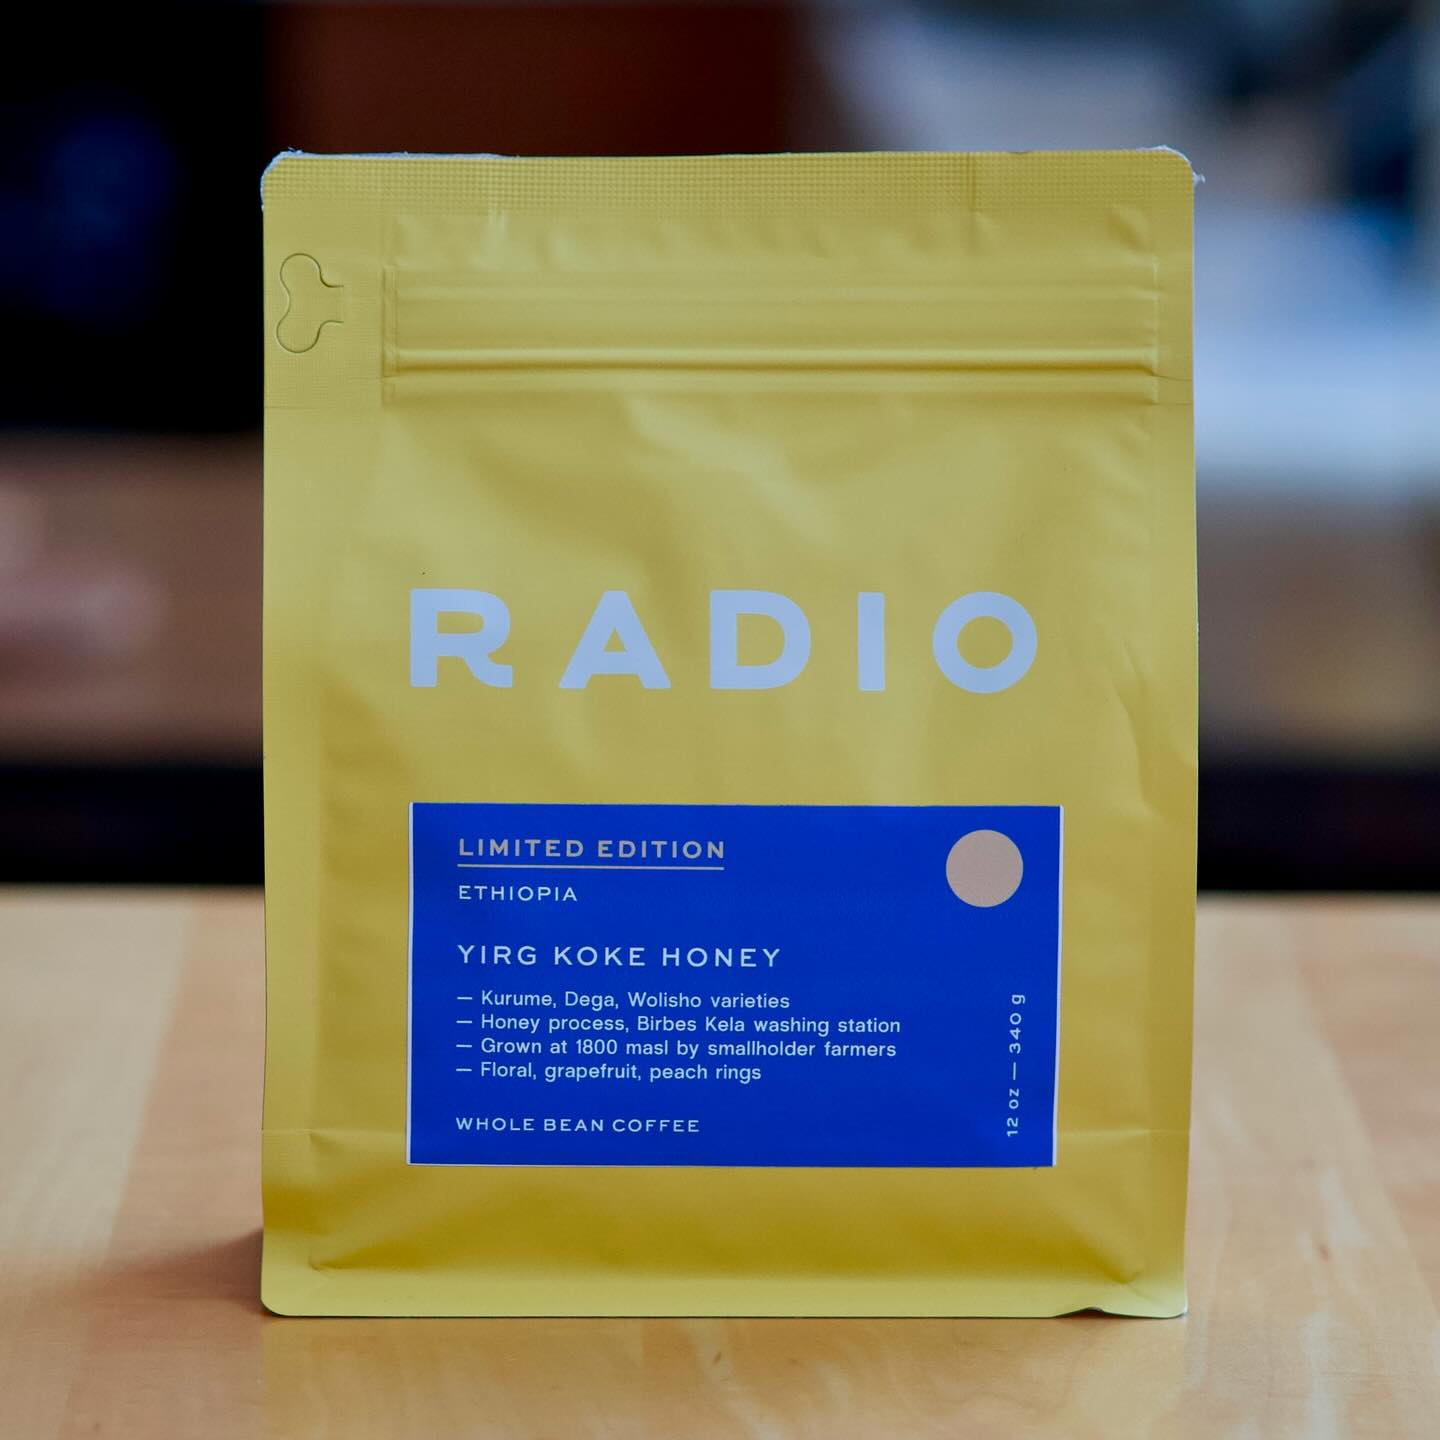 RADIO
LIMITED EDITION
ETHIOPIA
YIRG KOKE HONEY
— Kurume, Dega, Wolisho varieties
— Honey process, Birbes Kela washing station
— Grown at 1800 masl by smallholder farmers
— Floral, grapefruit, peach rings
WHOLE BEAN COFFEE
12 oz — 340 g